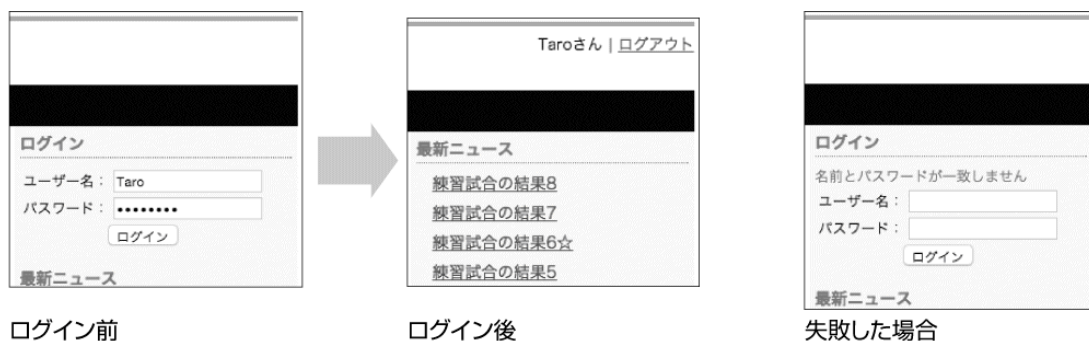 ログイン
ユーザー名： Taro
パスワード： ••••••••
ログイン
最新ニュース
ログイン前
Taroさん | ログアウト
最新ニュース
練習試合の結果8
練習試合の結果7
練習試合の結果6☆
練習試合の結果5
ログイン後
ログイン
名前とパスワードが一致しません
ユーザー名：
パスワード：
ログイン
最新ニュース
失敗した場合